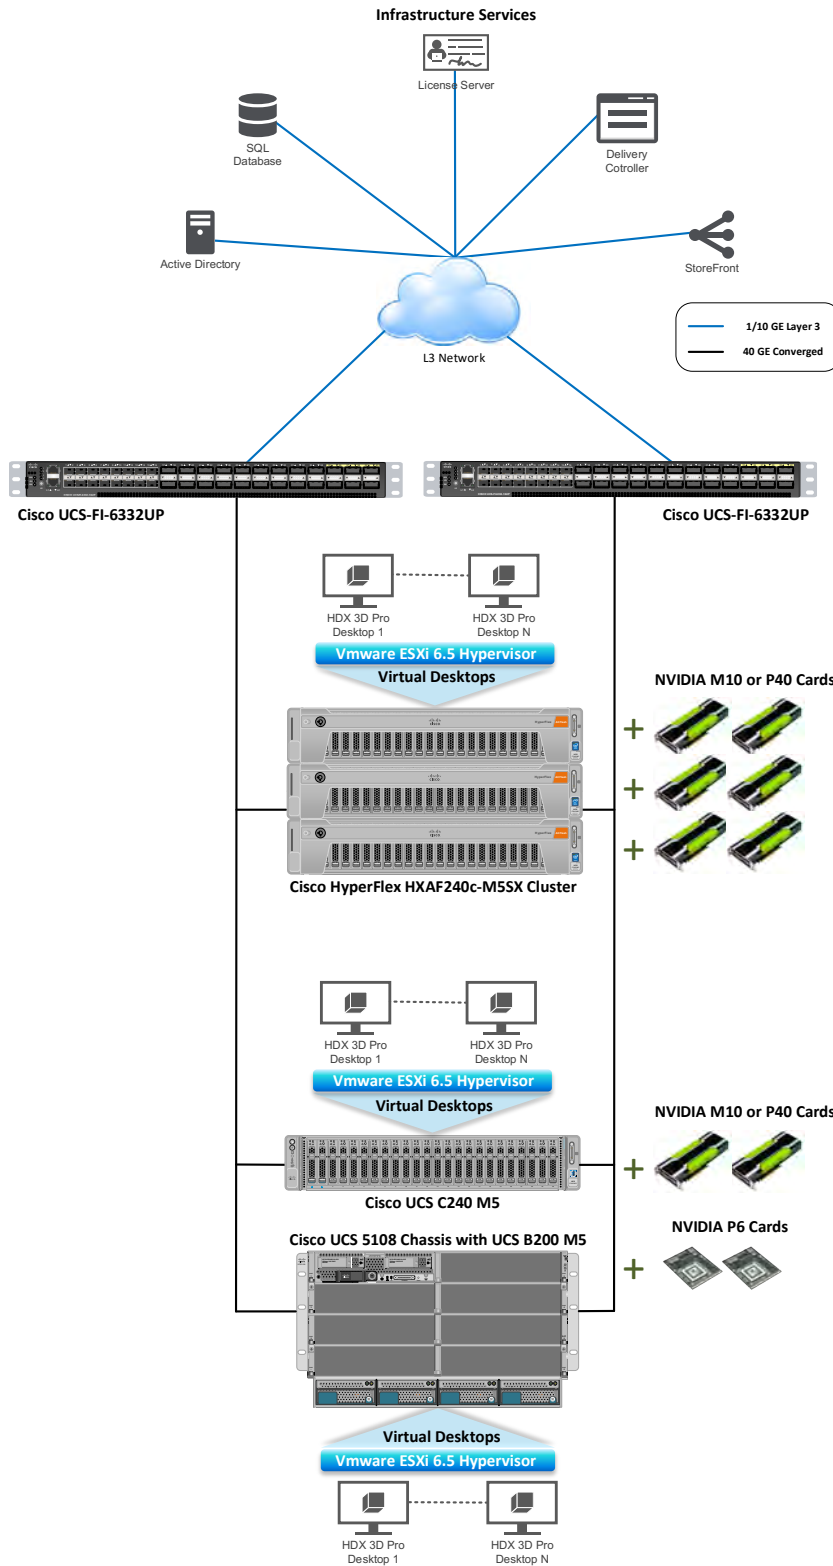 Infrastructure Services
License Server
SQL
Database
Delivery
Cotroller
Active Directory
StoreFront
1/10 GE Layer 3
40 GE Converged
L3 Network
Cisco UCS-FI-6332UP
Cisco UCS-FI-6332UP
HDX 3D Pro
Desktop 1
HDX 3D Pro
Desktop N
Vmware ESXi 6.5 Hypervisor
Virtual Desktops
NVIDIA M10 or P40 Cards
HyperFlex
HyperFlex
HyperFlex
Cisco HyperFlex HXAF240c-M5SX Cluster
HDX 3D Pro
Desktop 1
HDX 3D Pro
Desktop N
Vmware ESXi 6.5 Hypervisor
Virtual Desktops
NVIDIA M10 or P40 Cards
Cisco UCS C240 M5
NVIDIA P6 Cards
Cisco UCS 5108 Chassis with UCS B200 M5
Virtual Desktops
Vmware ESXi 6.5 Hypervisor
HDX 3D Pro
Desktop 1
HDX 3D Pro
Desktop N